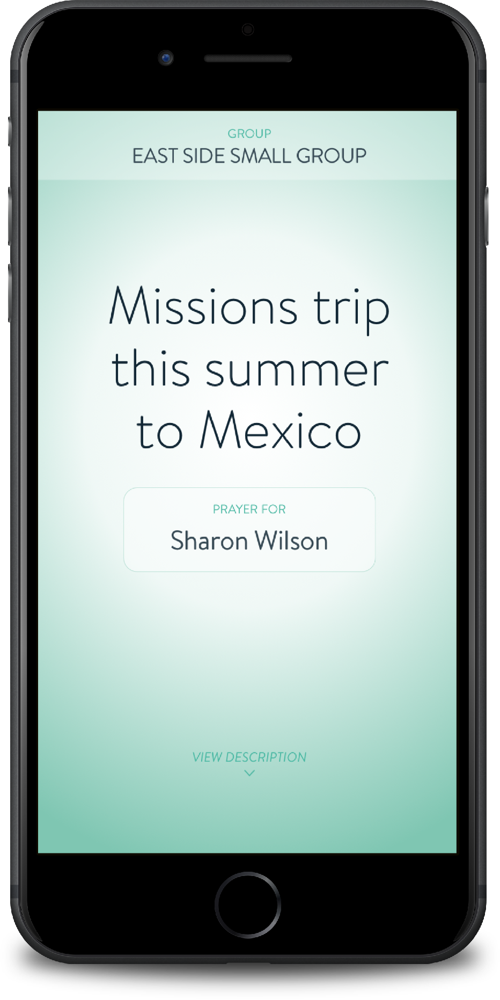 GROUP
EAST SIDE SMALL GROUP
Missions trip
this summer
to Mexico
PRAYER FOR
Sharon Wilson
VIEW DESCRIPTION